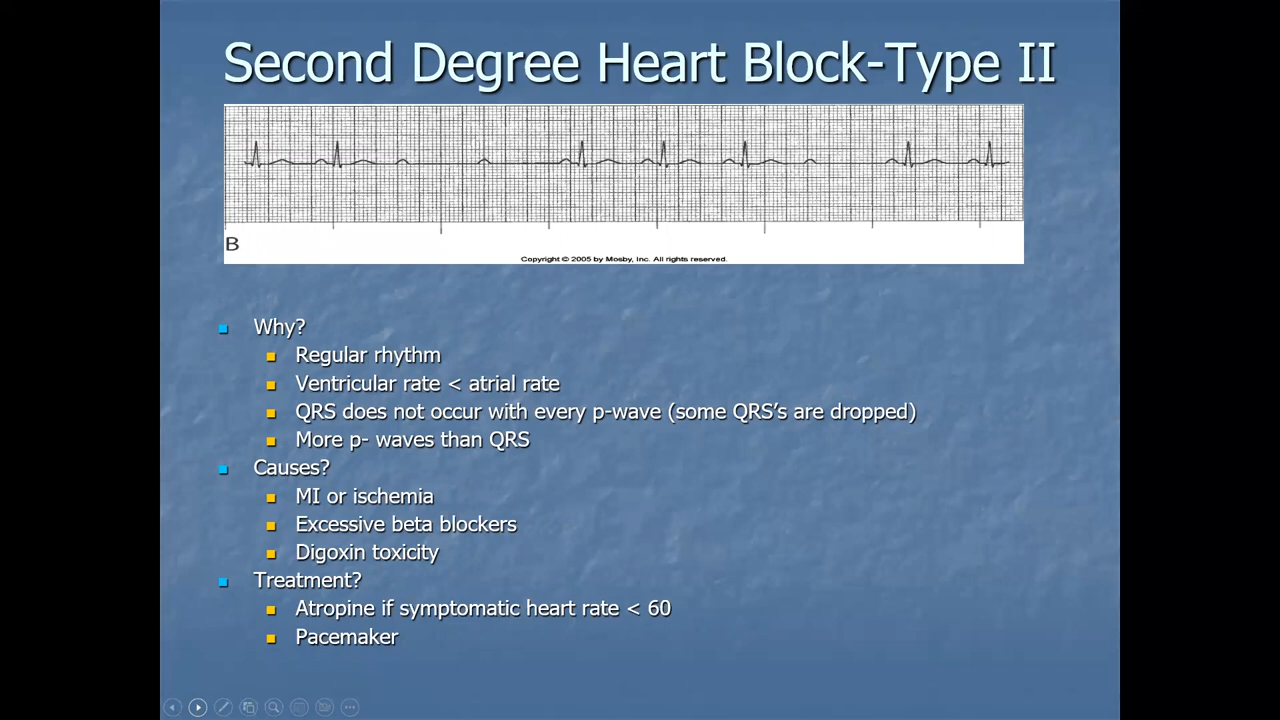 Second Degree Heart Block-Type II
B
Copyright © 2005 by Mosby, Inc. All rights reserved.
Why?
Regular rhythm
Ventricular rate < atrial rate
QRS does not occur with every p-wave (some QRS's are dropped)
More p- waves than QRS
Causes?
MI or ischemia
Excessive beta blockers
Digoxin toxicity
Treatment?
Atropine if symptomatic heart rate < 60
Pacemaker